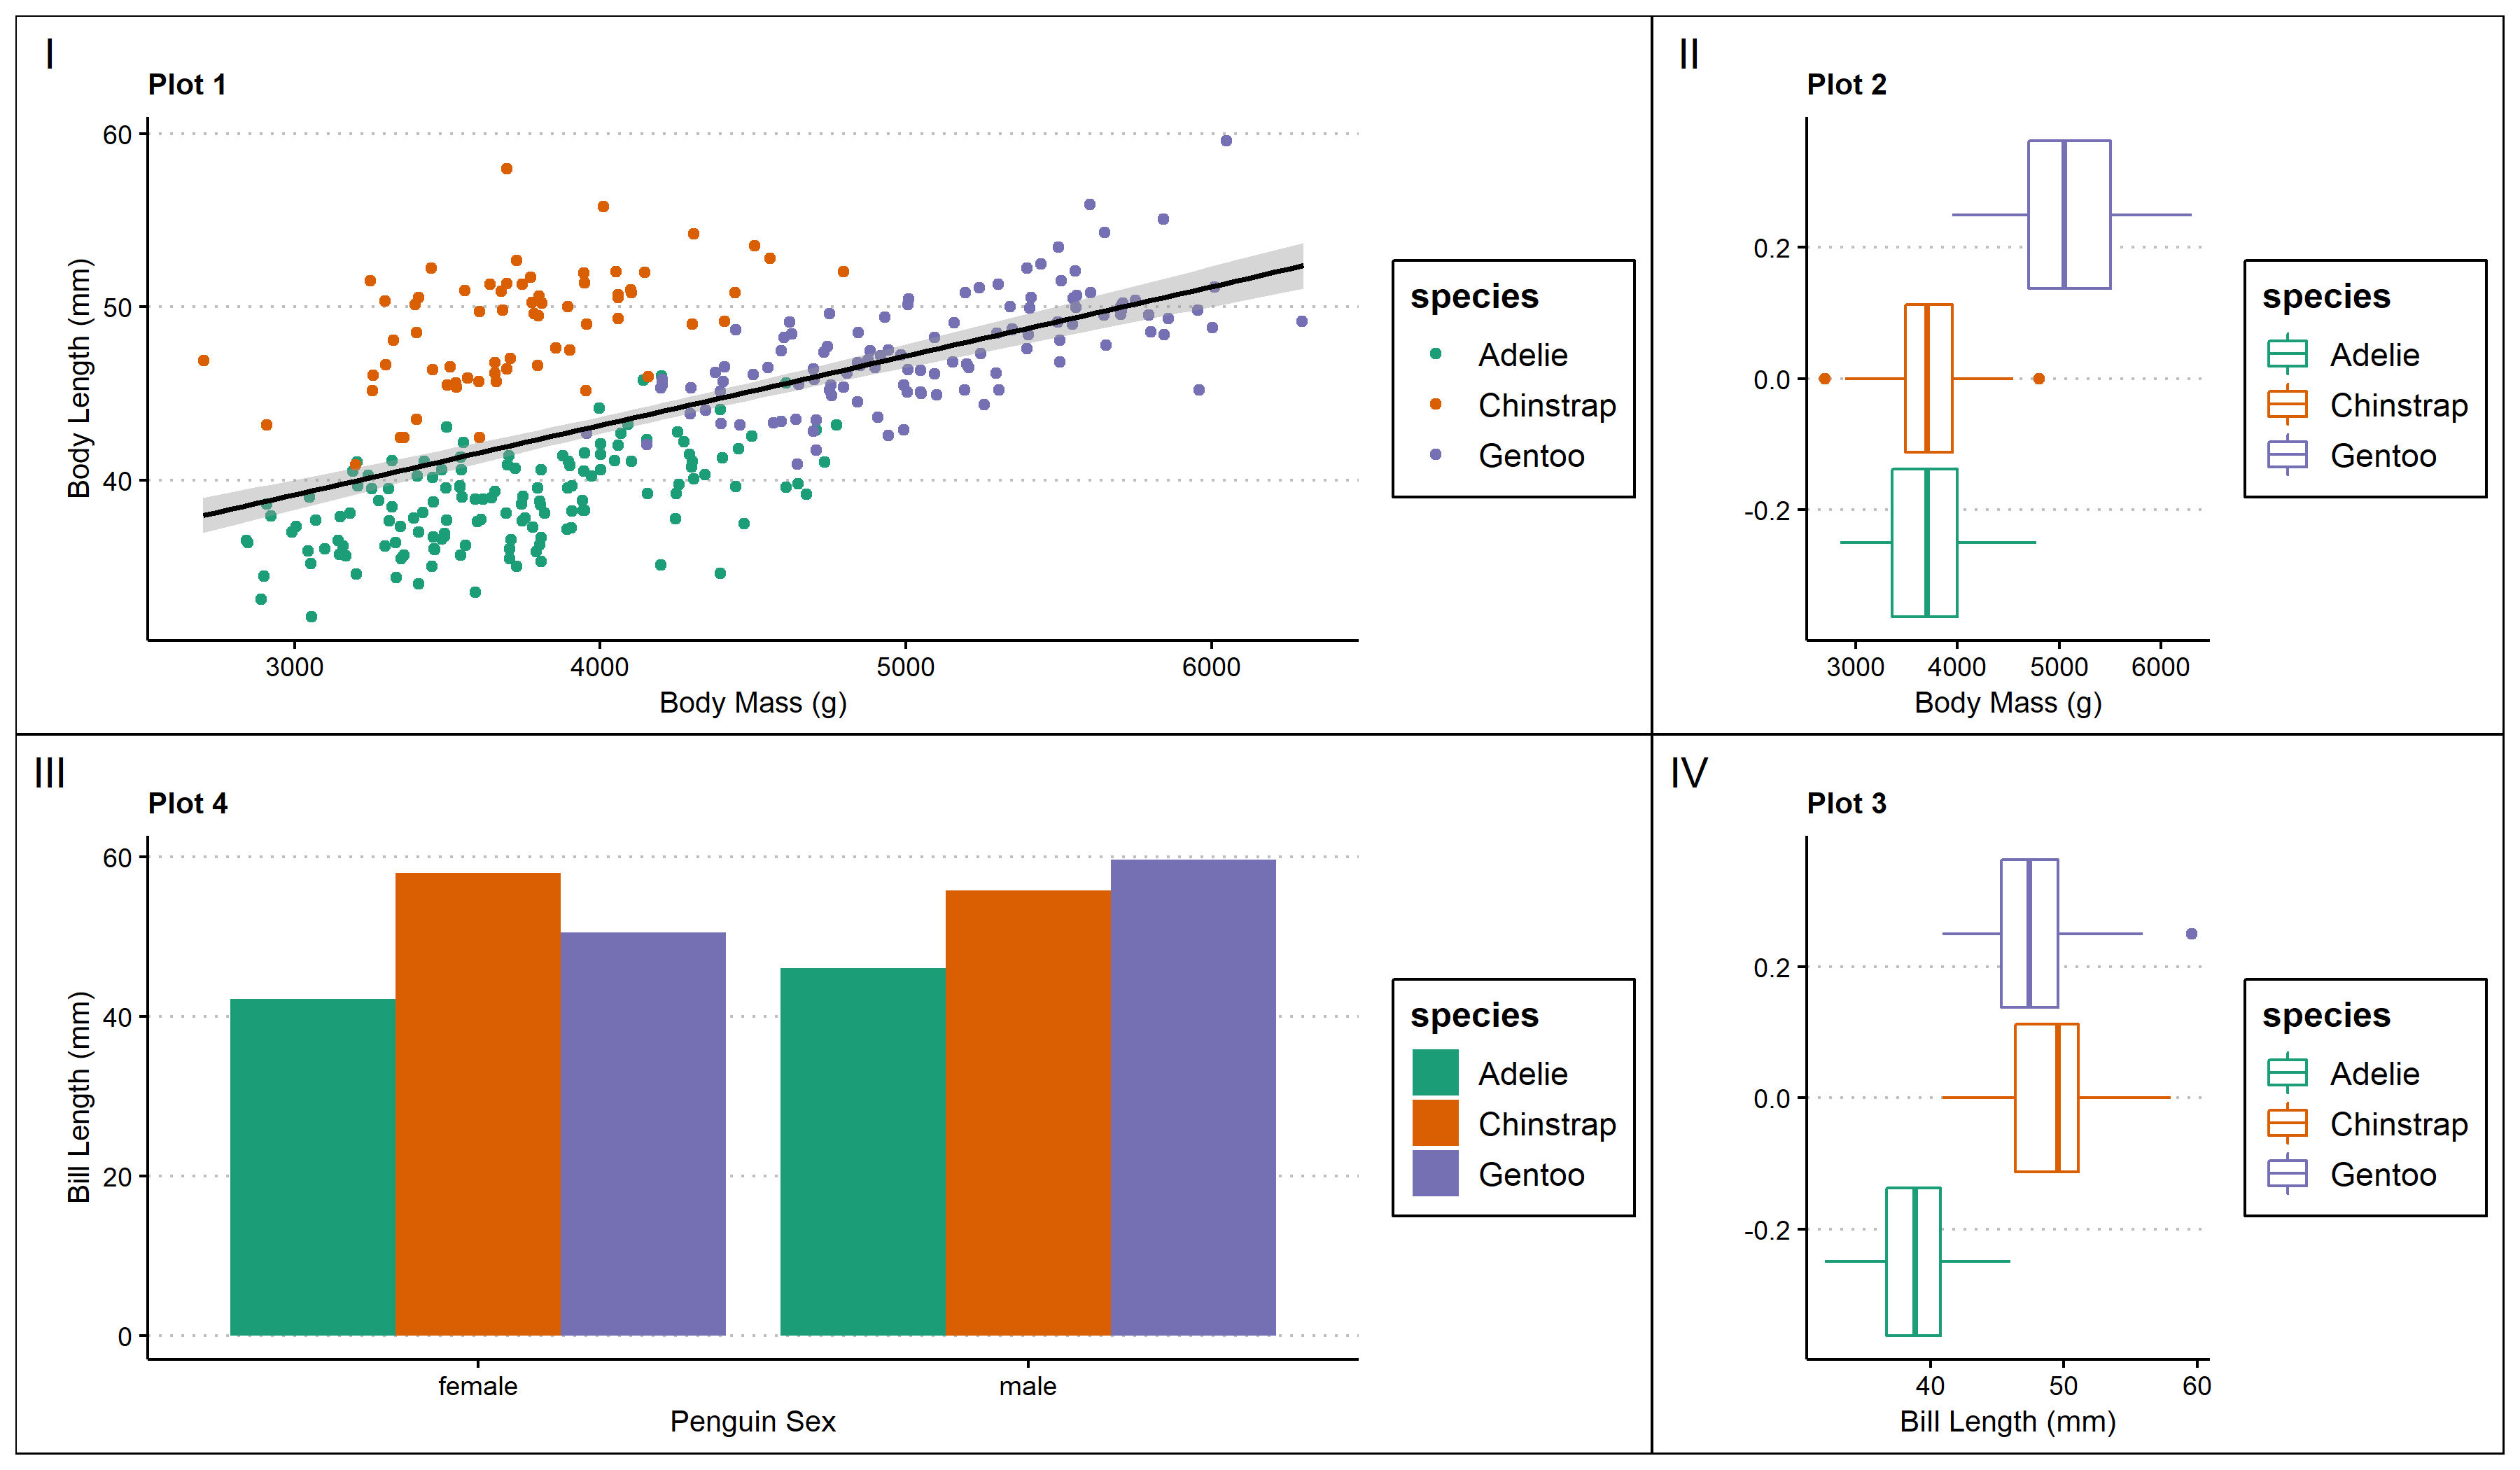 I
Plot 1
60
50
40
Body Length (mm)
3000 4000 5000 6000
Body Mass (g)
species
Adelie
Chinstrap
Gentoo
II
Plot 2
0.2
0.0
-0.2
3000 4000 5000 6000
Body Mass (g)
species
Adelie
Chinstrap
Gentoo
III
Plot 4
60
40
20
0
Bill Length (mm)
female male
Penguin Sex
species
Adelie
Chinstrap
Gentoo
IV
Plot 3
0.2
0.0
-0.2
40 50 60
Bill Length (mm)
species
Adelie
Chinstrap
Gentoo